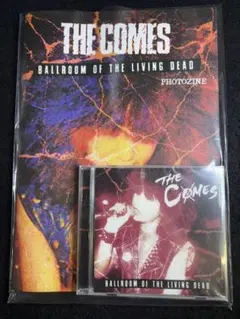 THE COMES
BALLROOM OF THE LIVING DEAD
PHOTOZINE
THE
COMES
BALLROOM OF THE LIVING DEAD